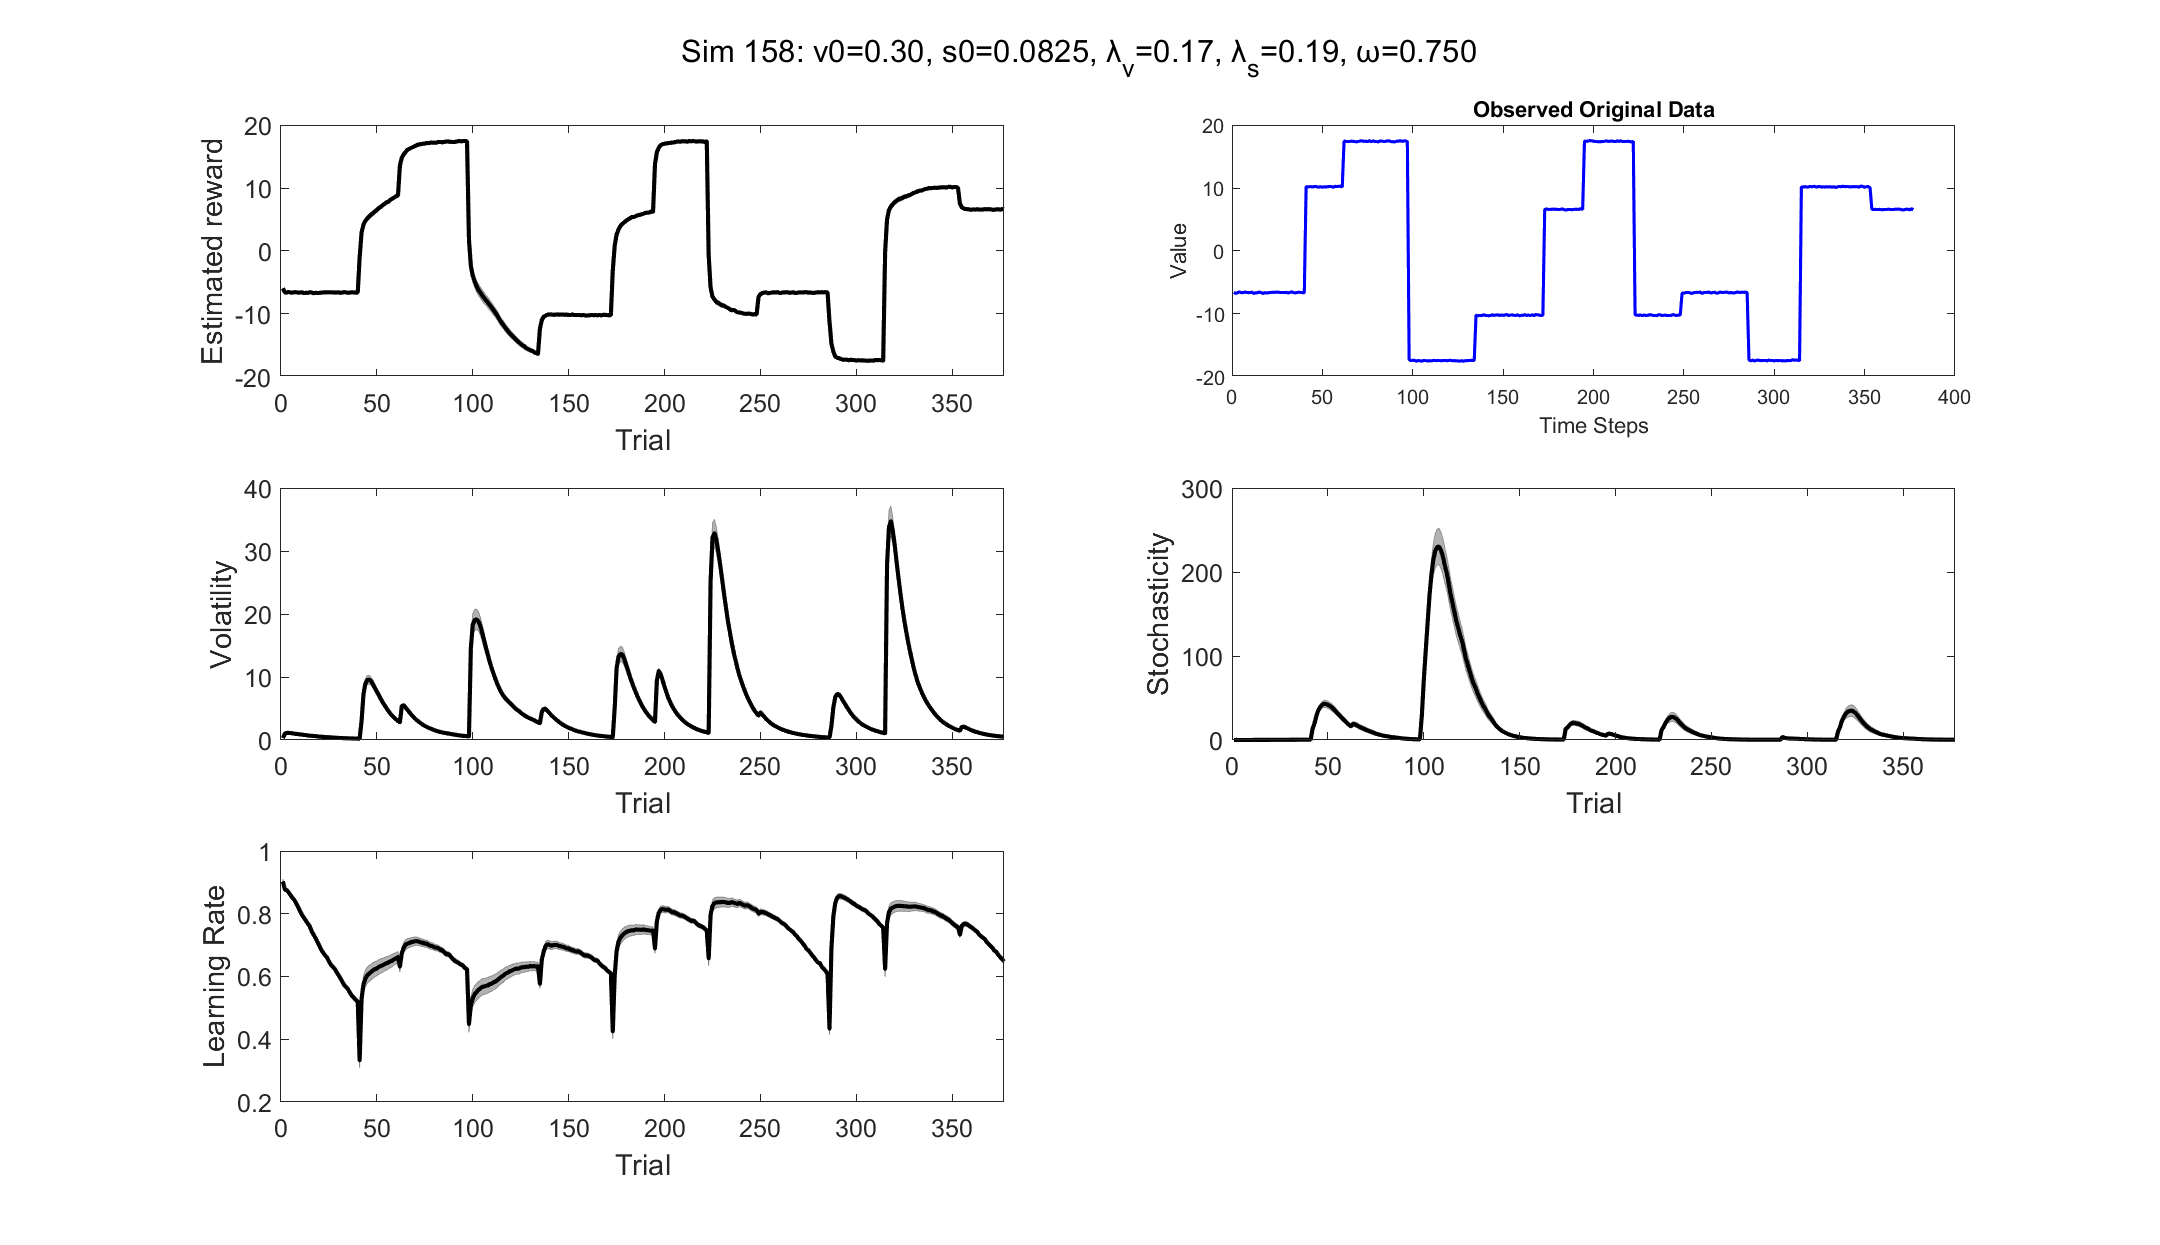 Sim 158: v0=0.30, s0=0.0825, λv=0.17, λs=0.19, ω=0.750
Estimated reward
20
10
0
-10
-20
0 50 100 150 200 250 300 350
Trial
Observed Original Data
Value
20
10
0
-10
-20
0 50 100 150 200 250 300 350 400
Time Steps
Volatility
40
30
20
10
0
0 50 100 150 200 250 300 350
Trial
Stochasticity
300
200
100
0
0 50 100 150 200 250 300 350
Trial
Learning Rate
1
0.8
0.6
0.4
0.2
0 50 100 150 200 250 300 350
Trial